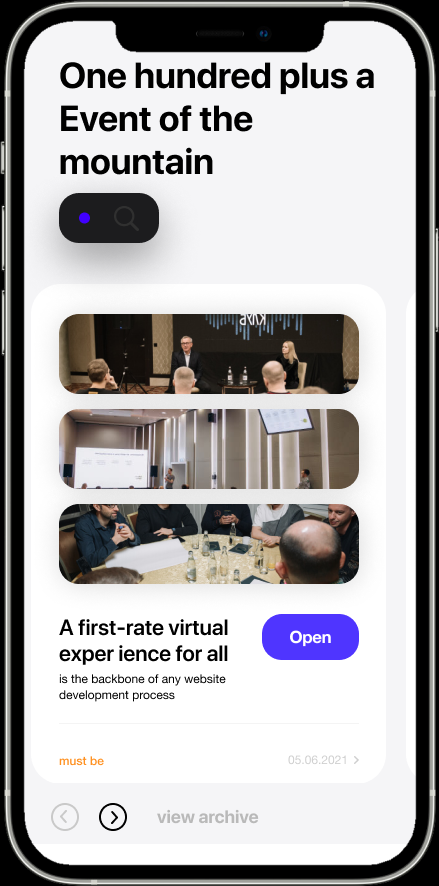 One hundred plus a
Event of the
mountain
A first-rate virtual
exper ience for all
Open
is the backbone of any website
development process
must be
05.06.2021
view archive